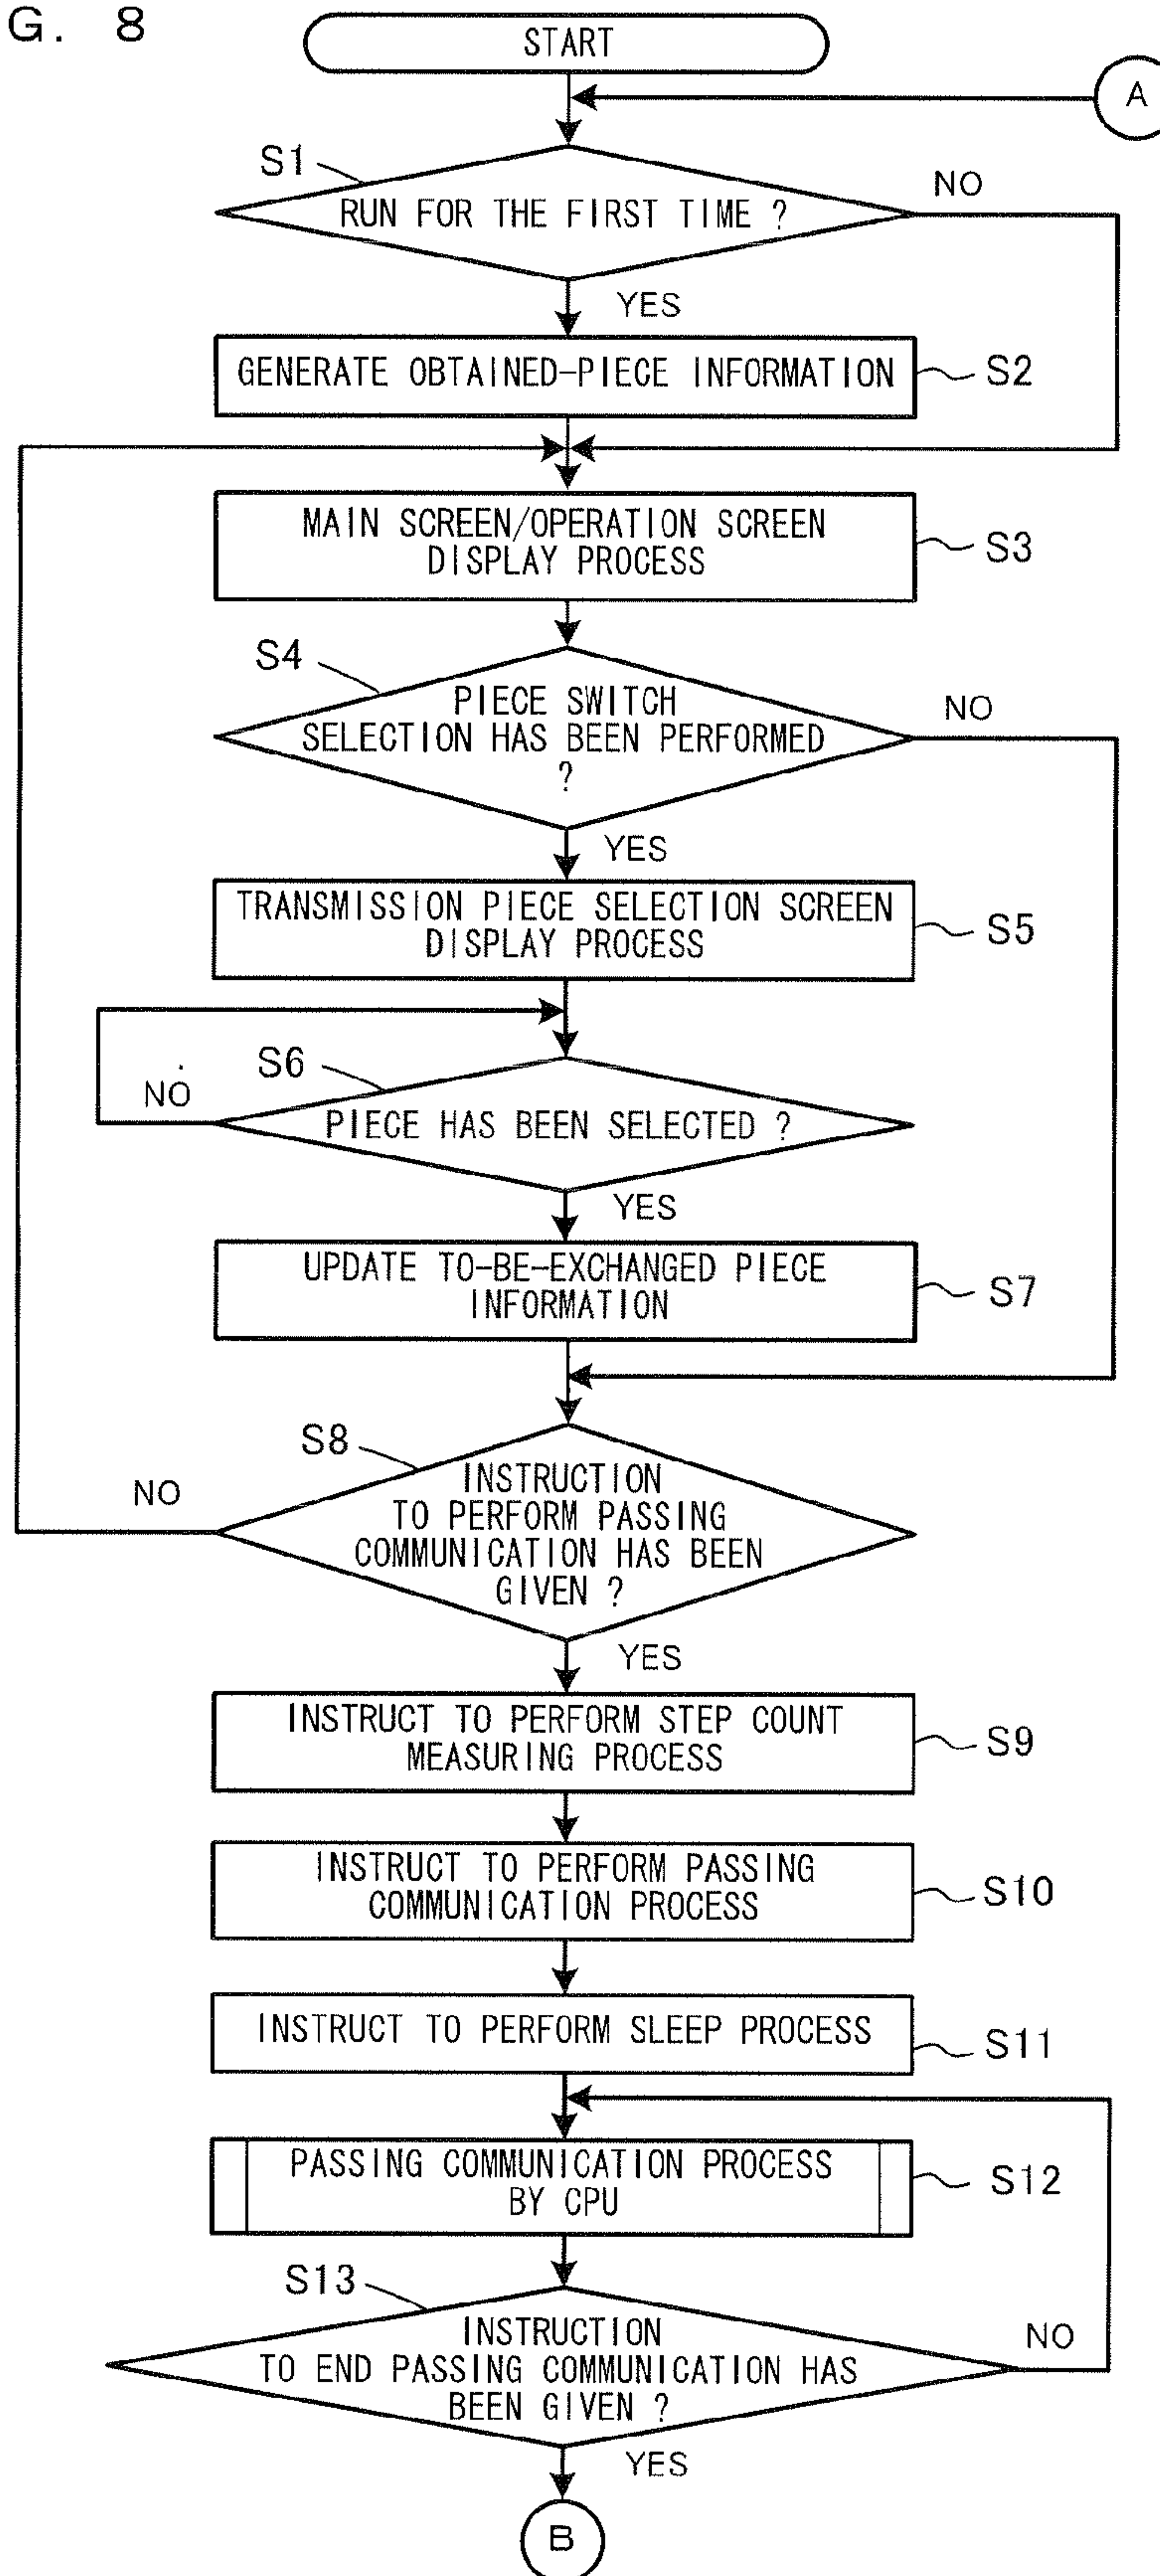 G. 8
START
A
S1
RUN FOR THE FIRST TIME ?
NO
YES
GENERATE OBTAINED-PIECE INFORMATION
S2
MAIN SCREEN/OPERATION SCREEN
DISPLAY PROCESS
S3
S4
PIECE SWITCH
SELECTION HAS BEEN PERFORMED
?
NO
YES
TRANSMISSION PIECE SELECTION SCREEN
DISPLAY PROCESS
S5
S6
NO
PIECE HAS BEEN SELECTED ?
YES
UPDATE TO-BE-EXCHANGED PIECE
INFORMATION
S7
S8
NO
INSTRUCTION
TO PERFORM PASSING
COMMUNICATION HAS BEEN
GIVEN ?
YES
INSTRUCT TO PERFORM STEP COUNT
MEASURING PROCESS
S9
INSTRUCT TO PERFORM PASSING
COMMUNICATION PROCESS
S10
INSTRUCT TO PERFORM SLEEP PROCESS
S11
PASSING COMMUNICATION PROCESS
BY CPU
S12
S13
INSTRUCTION
TO END PASSING COMMUNICATION HAS
BEEN GIVEN ?
NO
YES
B